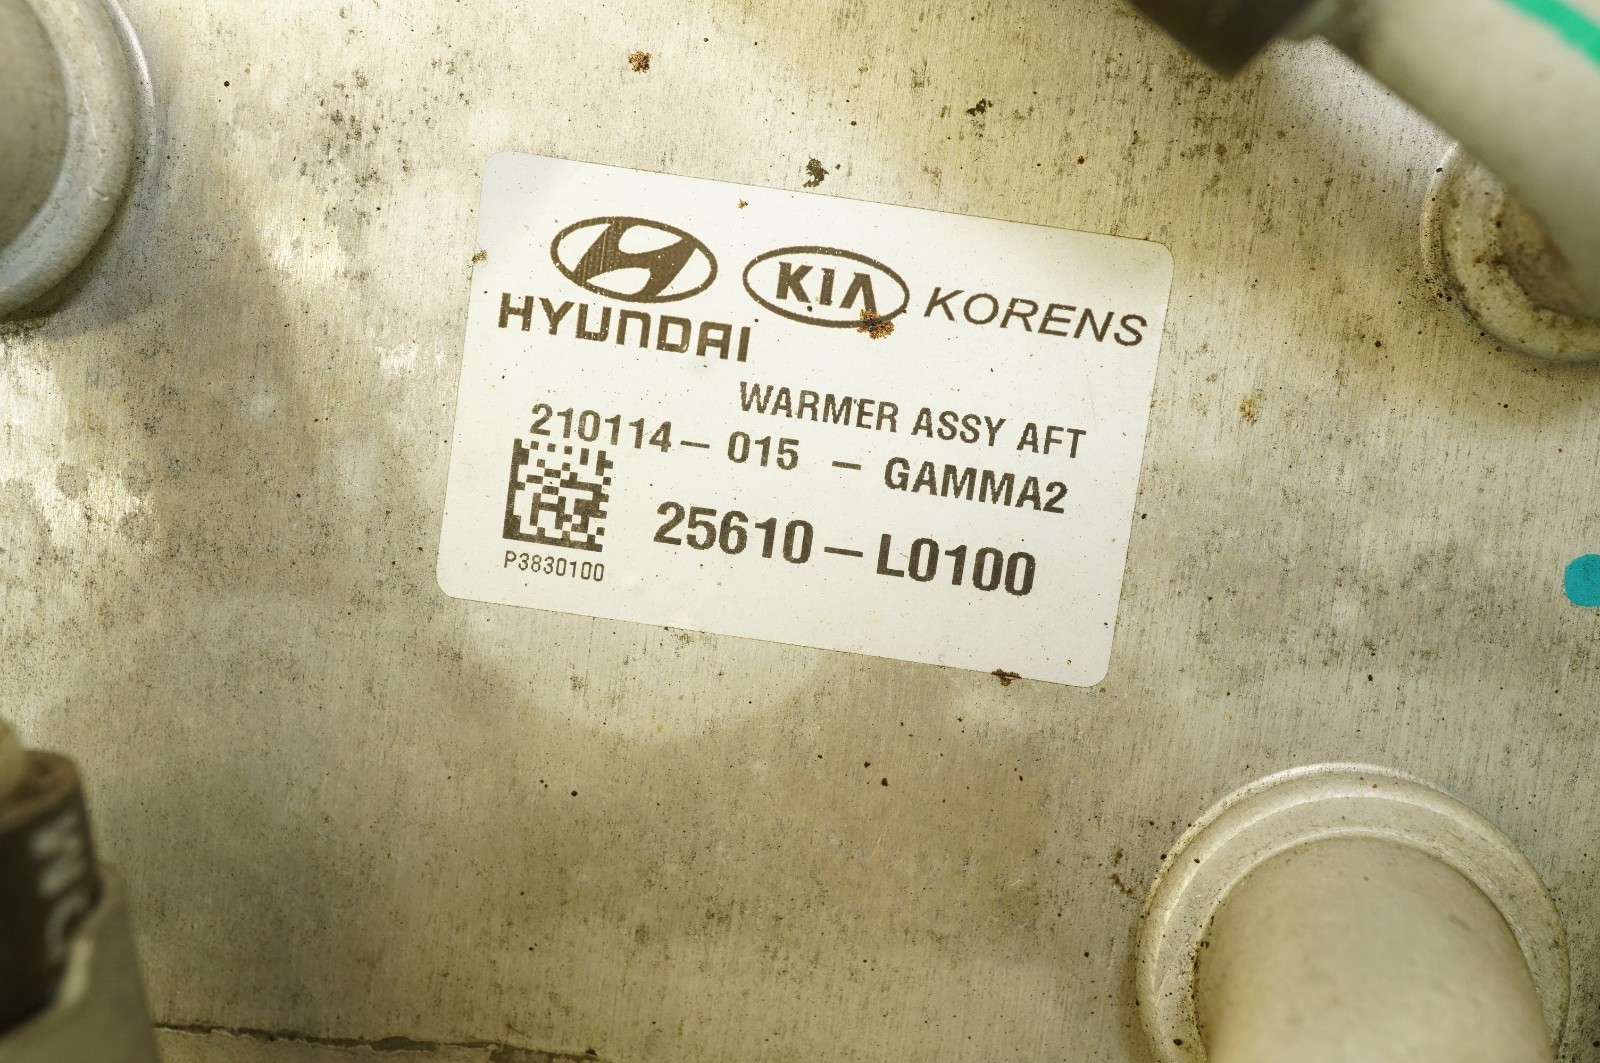 HYUNDAI KIA KORENS
WARMER ASSY AFT
210114- 015 - GAMMA2
25610-L0100
P3830100